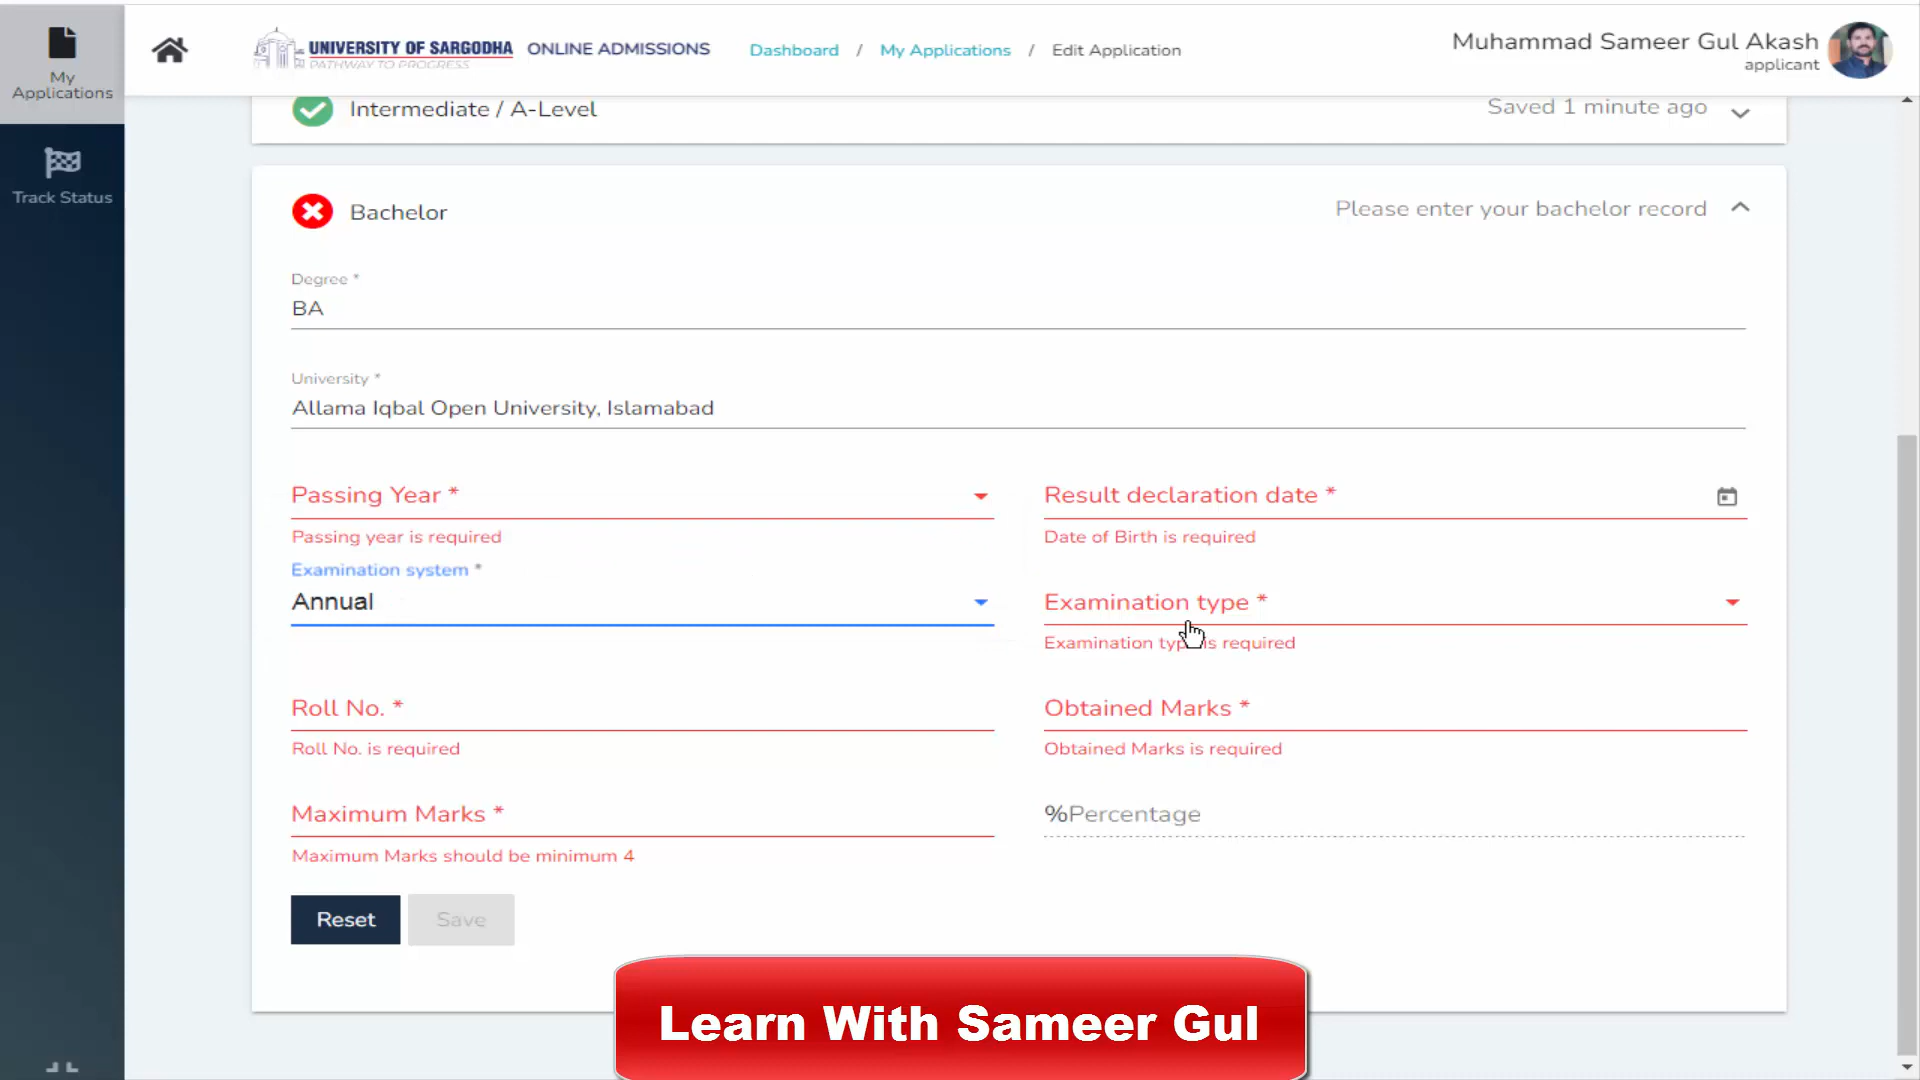 My
Applications
Track Status
UNIVERSITY OF SARGODHA
PATHWAY TO PROGRESS
ONLINE ADMISSIONS
Dashboard / My Applications / Edit Application
Muhammad Sameer Gul Akash
applicant
Intermediate / A-Level
Saved 1 minute ago
Bachelor
Please enter your bachelor record
Degree *
BA
University *
Allama Iqbal Open University, Islamabad
Passing Year *
Passing year is required
Result declaration date *
Date of Birth is required
Examination system *
Annual
Examination type *
Examination type is required
Roll No. *
Roll No. is required
Obtained Marks *
Obtained Marks is required
Maximum Marks *
Maximum Marks should be minimum 4
%Percentage
Reset
Save
Learn With Sameer Gul